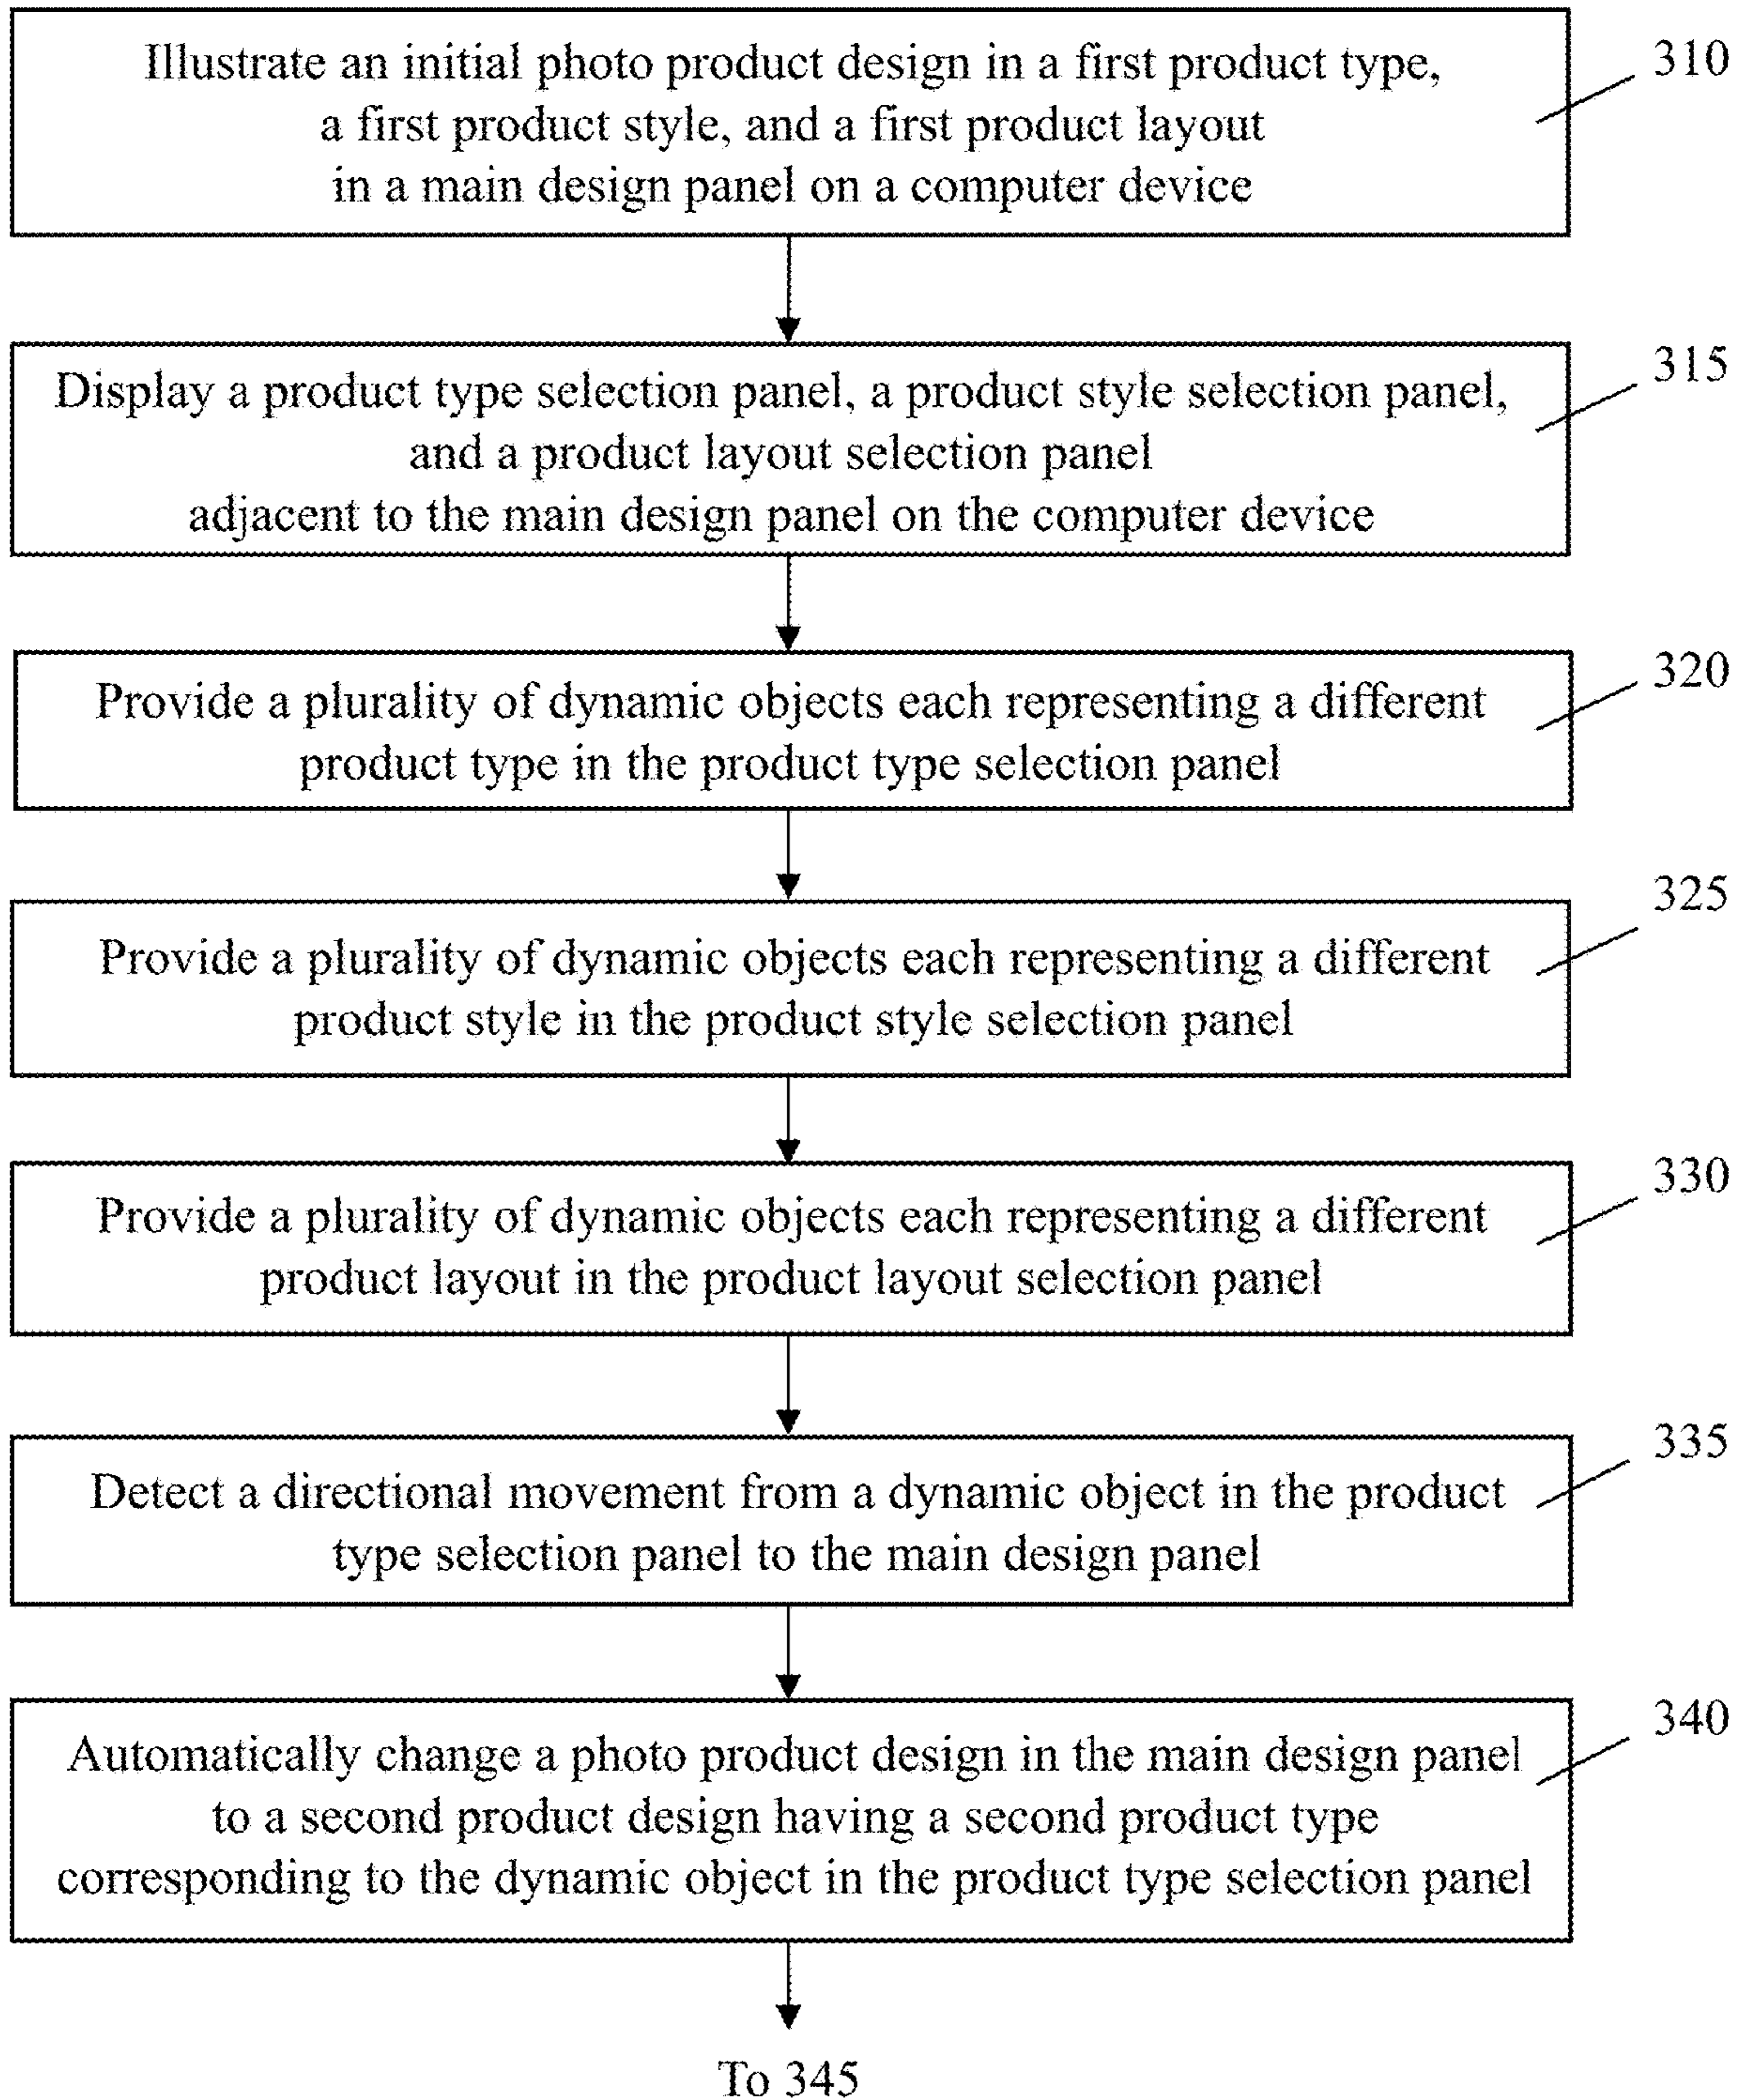 Illustrate an initial photo product design in a first product type,
a first product style, and a first product layout
in a main design panel on a computer device
310
Display a product type selection panel, a product style selection panel,
and a product layout selection panel
adjacent to the main design panel on the computer device
315
Provide a plurality of dynamic objects each representing a different
product type in the product type selection panel
320
Provide a plurality of dynamic objects each representing a different
product style in the product style selection panel
325
Provide a plurality of dynamic objects each representing a different
product layout in the product layout selection panel
330
Detect a directional movement from a dynamic object in the product
type selection panel to the main design panel
335
Automatically change a photo product design in the main design panel
to a second product design having a second product type
corresponding to the dynamic object in the product type selection panel
340
To 345